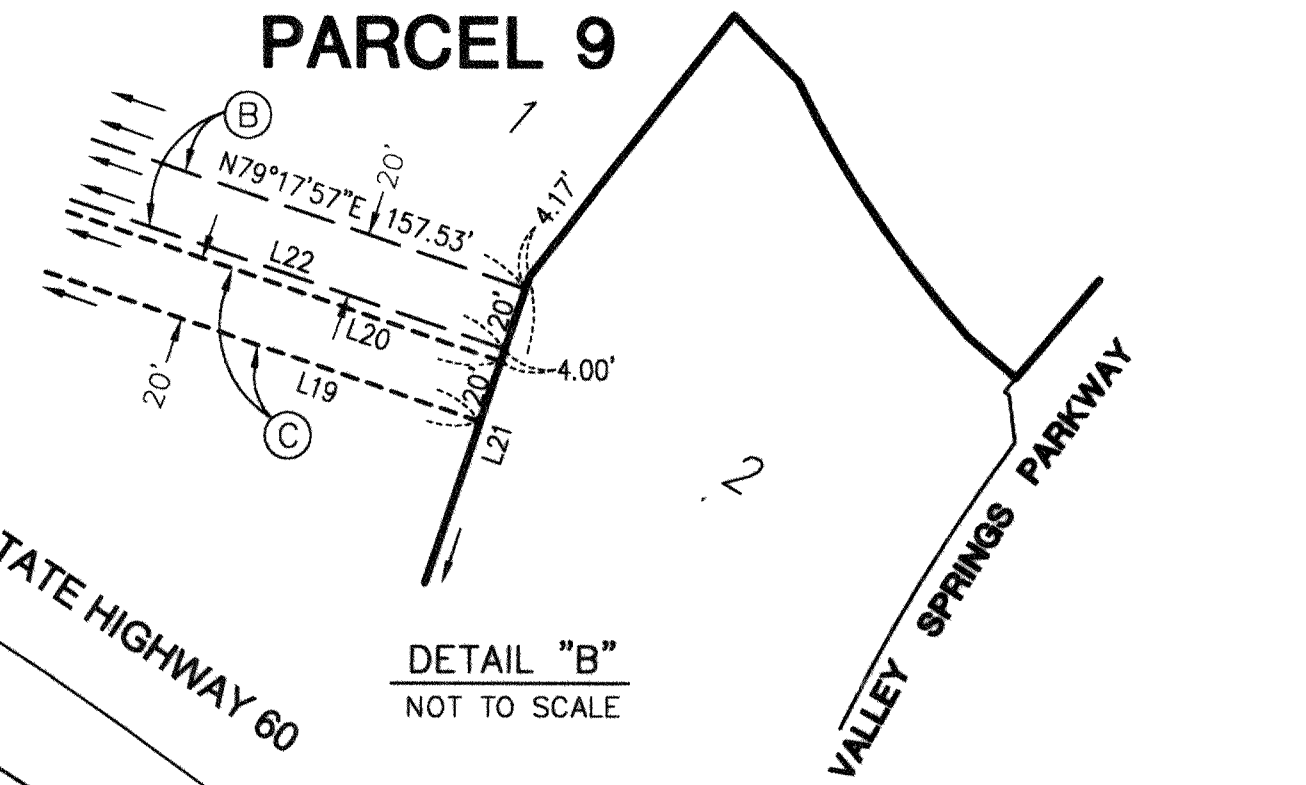 PARCEL 9
1
B
20'
N79°17'57"E 157.53'
4.17'
L22
20'
L20
4.00'
20'
20'
L19
L21
C
2
VALLEY SPRINGS PARKWAY
TATE HIGHWAY 60
DETAIL "B"
NOT TO SCALE